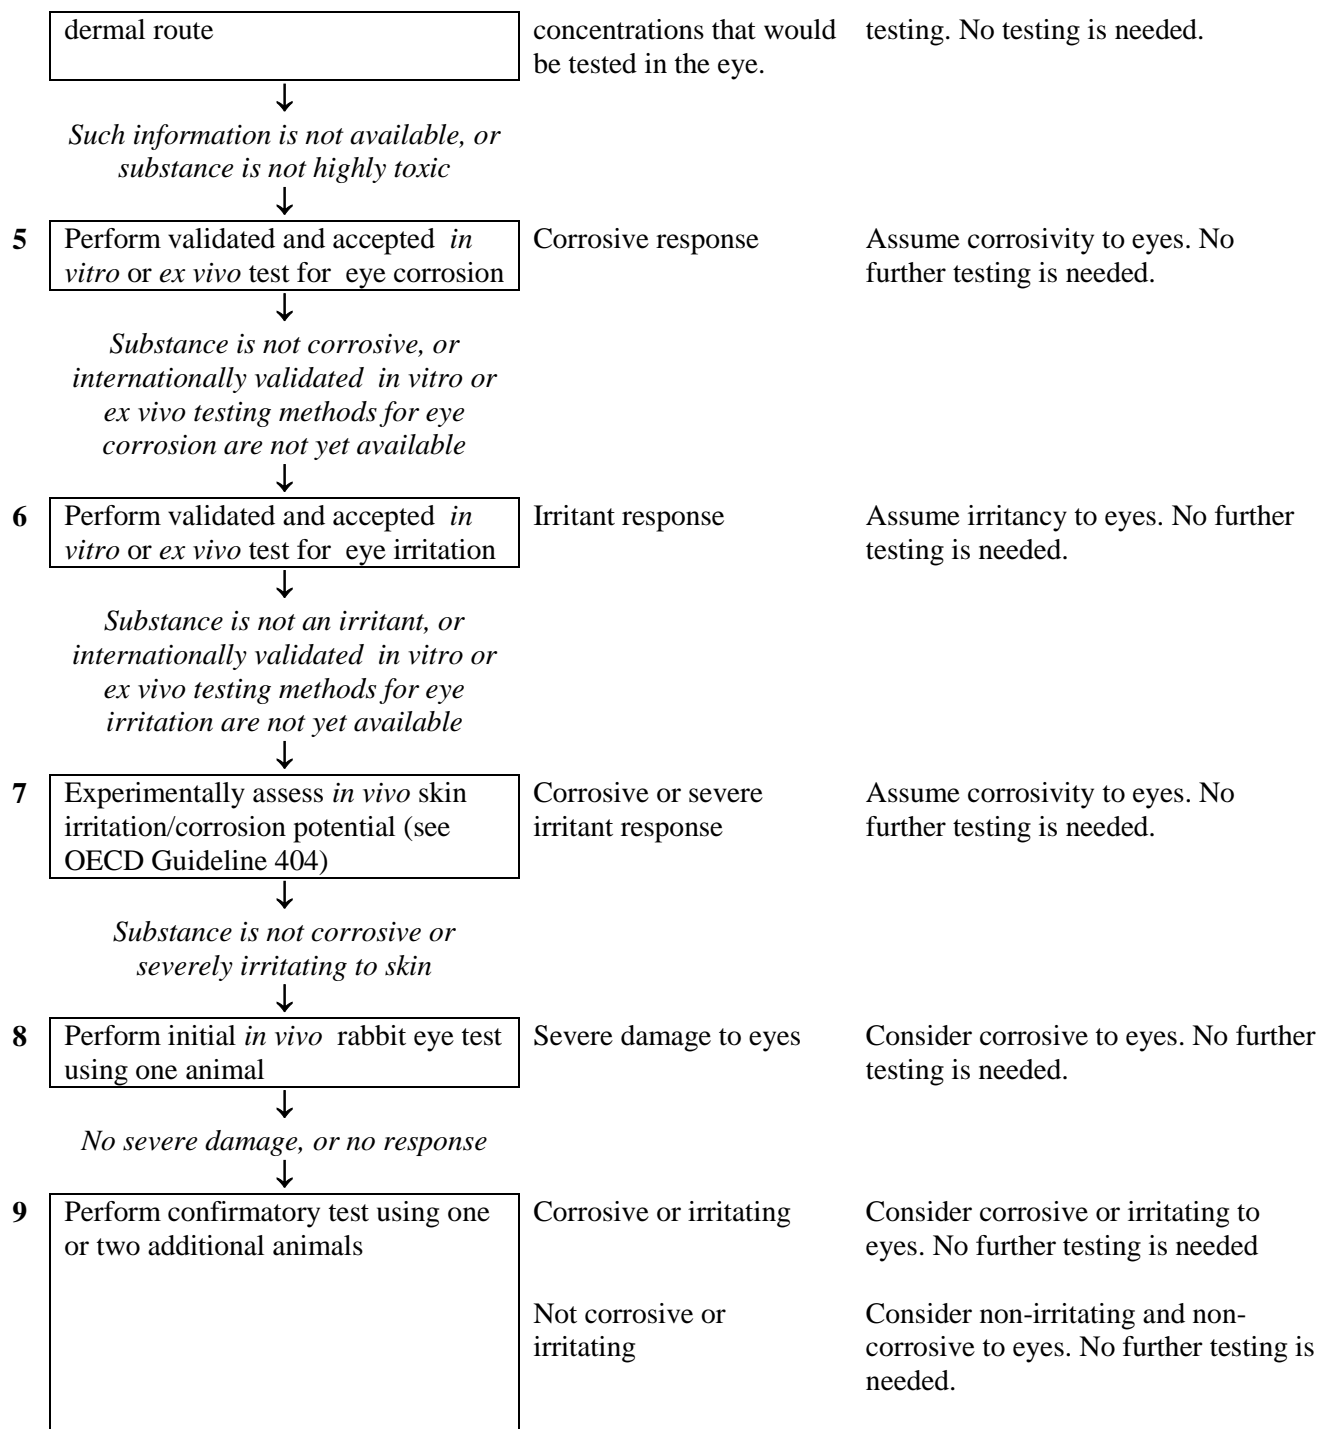 dermal route
concentrations that would
be tested in the eye.
testing. No testing is needed.
↓
Such information is not available, or
substance is not highly toxic
↓
5
Perform validated and accepted in
vitro or ex vivo test for eye corrosion
Corrosive response
Assume corrosivity to eyes. No
further testing is needed.
↓
Substance is not corrosive, or
internally validated in vitro or
ex vivo testing methods for eye
corrosion are not yet available
↓
6
Perform validated and accepted in
vitro or ex vivo test for eye irritation
Irritant response
Assume irritancy to eyes. No further
testing is needed.
↓
Substance is not an irritant, or
internationally validated in vitro or
ex vivo testing methods for eye
irritation are not yet available
↓
7
Experimentally assess in vivo skin
irritation/corrosion potential (see
OECD Guideline 404)
Corrosive or severe
irritant response
Assume corrosivity to eyes. No
further testing is needed.
↓
Substance is not corrosive or
severely irritating to skin
↓
8
Perform initial in vivo rabbit eye test
using one animal
Severe damage to eyes
Consider corrosive to eyes. No further
testing is needed.
↓
No severe damage, or no response
↓
9
Perform confirmatory test using one
or two additional animals
Corrosive or irritating
Consider corrosive or irritating to
eyes. No further testing is needed
Not corrosive or
irritating
Consider non-irritating and non-
corrosive to eyes. No further testing is
needed.